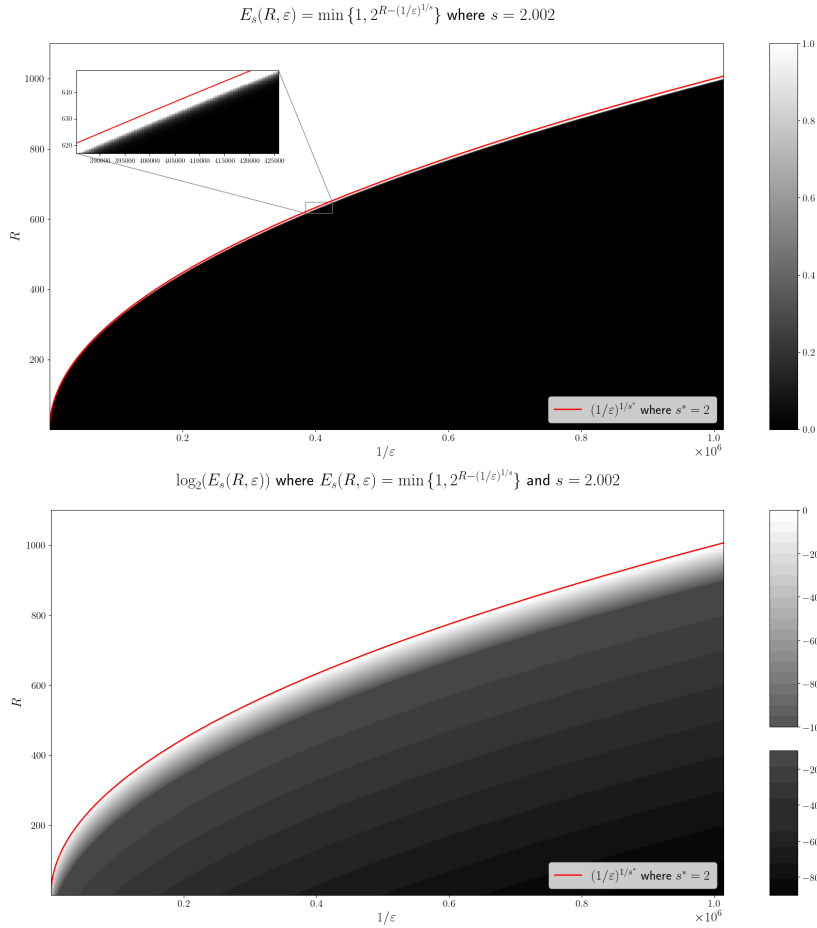 E_s(R, ε) = min {1, 2^{R−(1/ε)^{1/s}}} where s = 2.002
1000
800
600
400
200
R
640
630
620
390000 395000 400000 405000 410000 415000 420000 425000
(1/ε)^{1/s*} where s* = 2
0.2 0.4 0.6 0.8 1.0
×10^6
1/ε
1.0
0.8
0.6
0.4
0.2
0.0
log_2(E_s(R, ε)) where E_s(R, ε) = min {1, 2^{R−(1/ε)^{1/s}}} and s = 2.002
1000
800
600
400
200
R
(1/ε)^{1/s*} where s* = 2
0.2 0.4 0.6 0.8 1.0
×10^6
1/ε
0
−20
−40
−60
−80